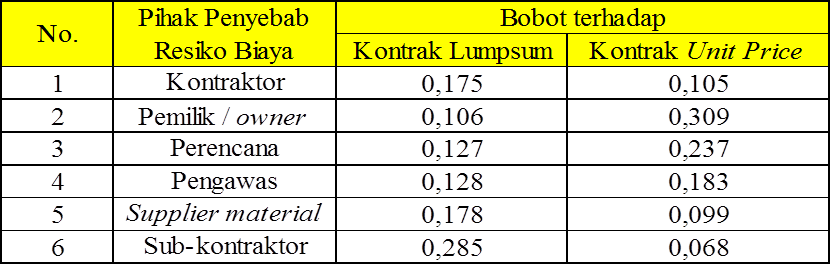 No. Pihak Penyebab Resiko Biaya Bobot terhadap
Kontrak Lumpsum Kontrak Unit Price
1 Kontraktor 0,175 0,105
2 Pemilik / owner 0,106 0,309
3 Perencana 0,127 0,237
4 Pengawas 0,128 0,183
5 Supplier material 0,178 0,099
6 Sub-kontraktor 0,285 0,068